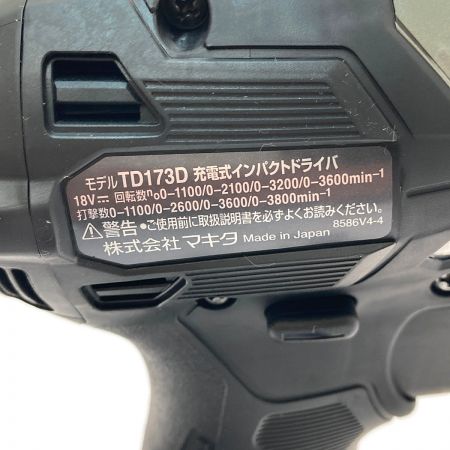 モデルTD173D 充電式インパクトドライバ
18V⎓ 回転数n₀0-1100/0-2100/0-3200/0-3600min⁻¹
打撃数0-1100/0-2600/0-3600/0-3800min⁻¹
⚠警告・ご使用前に取扱説明書を必ずよくお読みください。
株式会社マキタ Made in Japan 8586V4-4